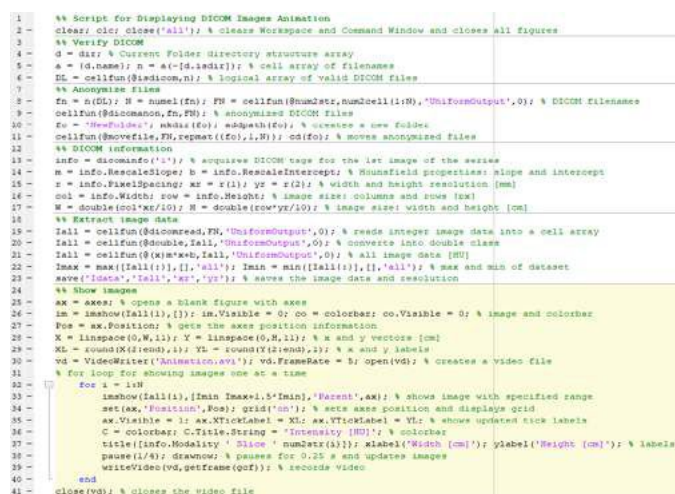 1 %% Script for Displaying DICOM Images Animation
2 - clear; clc; close('all'); % clears Workspace and Command Window and closes all figures
3 %% Verify DICOM
4 - d = dir; % Current Folder directory structure array
5 - a = {d.name}; n = a(~[d.isdir]); % cell array of filenames
6 - DL = cellfun(@isdicom,n); % logical array of valid DICOM files
7 %% Anonymize files
8 - fn = n(DL); N = numel(fn); FN = cellfun(@num2str,num2cell(1:N),'UniformOutput',0); % DICOM filenames
9 - cellfun(@dicomanon,fn,FN); % anonymized DICOM files
10 - fo = 'NewFolder'; mkdir(fo); addpath(fo); % creates a new folder
11 - cellfun(@movefile,FN,repmat({fo},1,N)); cd(fo); % moves anonymized files
12 %% DICOM information
13 - info = dicominfo('1'); % acquires DICOM tags for the 1st image of the series
14 - m = info.RescaleSlope; b = info.RescaleIntercept; % Hounsfield properties: slope and intercept
15 - r = info.PixelSpacing; xr = r(1); yr = r(2); % width and height resolution [mm]
16 - col = info.Width; row = info.Height; % image size: columns and rows [px]
17 - W = double(col*xr/10); H = double(row*yr/10); % image size: width and height [cm]
18 %% Extract image data
19 - Iall = cellfun(@dicomread,FN,'UniformOutput',0); % reads integer image data into a cell array
20 - Iall = cellfun(@double,Iall,'UniformOutput',0); % converts into double class
21 - Iall = cellfun(@(x)m*x+b,Iall,'UniformOutput',0); % all image data [HU]
22 - Imax = max([Iall{:}],[],'all'); Imin = min([Iall{:}],[],'all'); % max and min of dataset
23 - save('Idata','Iall','xr','yr'); % saves the image data and resolution
24 %% Show images
25 - ax = axes; % opens a blank figure with axes
26 - im = imshow(Iall{1},[]); im.Visible = 0; co = colorbar; co.Visible = 0; % image and colorbar
27 - Pos = ax.Position; % gets the axes position information
28 - X = linspace(0,W,11); Y = linspace(0,H,11); % x and y vectors [cm]
29 - XL = round(X(2:end),1); YL = round(Y(2:end),1); % x and y labels
30 - vd = VideoWriter('Animation.avi'); vd.FrameRate = 5; open(vd); % creates a video file
31 % for loop for showing images one at a time
32 - for i = 1:N
33 - imshow(Iall{i},[Imin Imax+1.5*Imin],'Parent',ax); % shows image with specified range
34 - set(ax,'Position',Pos); grid('on'); % sets axes position and displays grid
35 - ax.Visible = 1; ax.XTickLabel = XL; ax.YTickLabel = YL; % shows updated tick labels
36 - C = colorbar; C.Title.String = 'Intensity [HU]'; % colorbar
37 - title([info.Modality ' Slice ' num2str(i)]); xlabel('Width [cm]'); ylabel('Height [cm]'); % labels
38 - pause(1/4); drawnow; % pauses for 0.25 s and updates images
39 - writeVideo(vd,getframe(gcf)); % records video
40 - end
41 - close(vd); % closes the video file